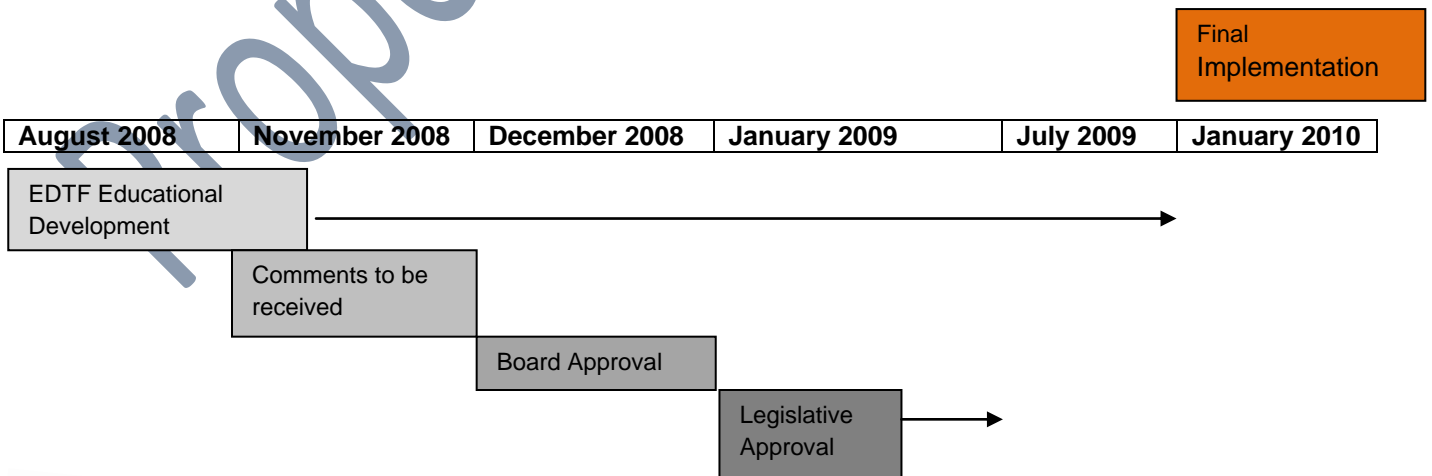 Final
Implementation
August 2008 November 2008 December 2008 January 2009 July 2009 January 2010
EDTF Educational
Development
Comments to be
received
Board Approval
Legislative
Approval